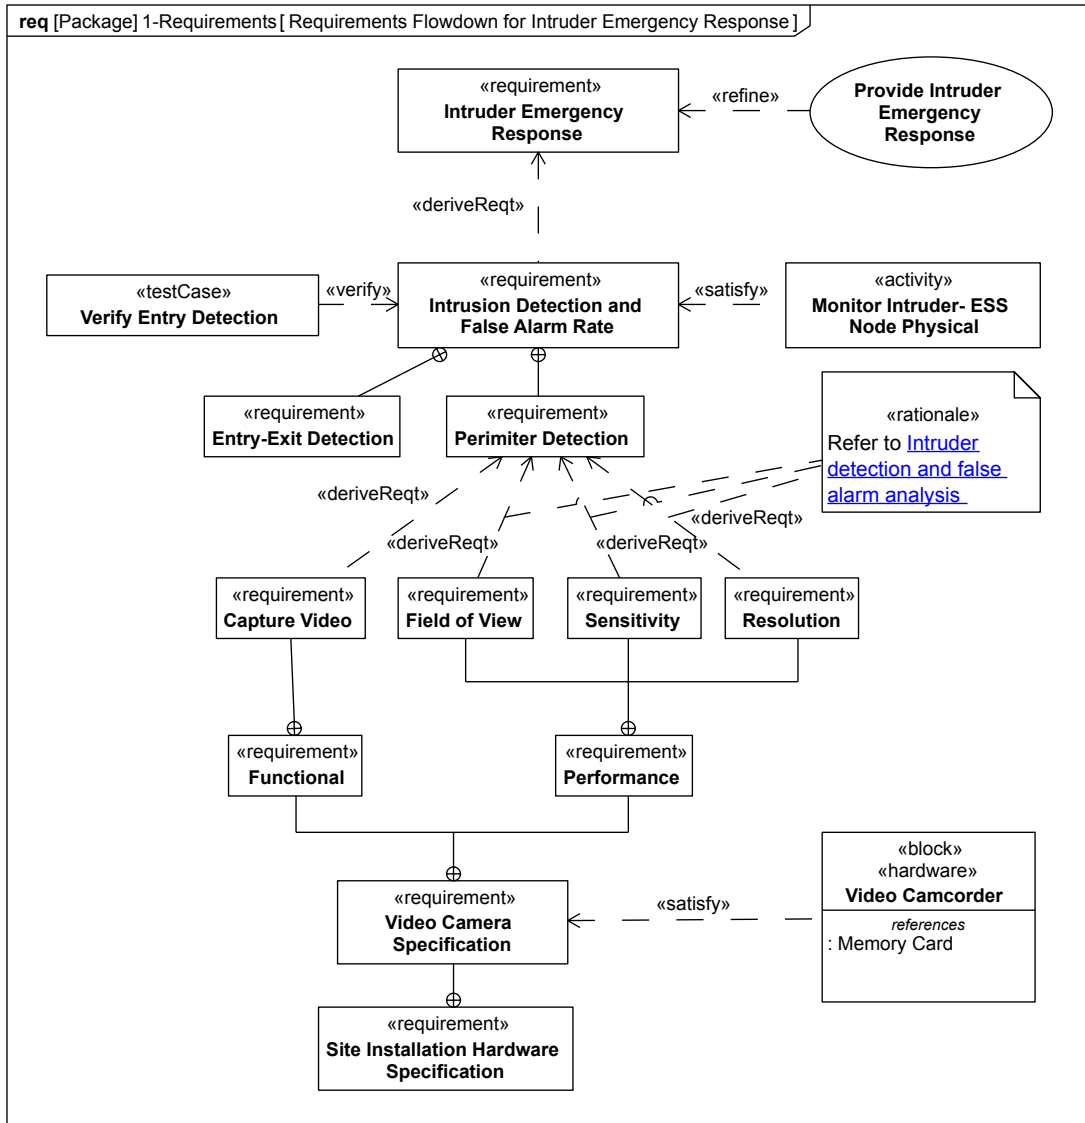 req [Package] 1-Requirements [ Requirements Flowdown for Intruder Emergency Response ]
«requirement»
Intruder Emergency
Response
«refine»
Provide Intruder
Emergency
Response
«deriveReqt»
«testCase»
Verify Entry Detection
«verify»
«requirement»
Intrusion Detection and
False Alarm Rate
«satisfy»
«activity»
Monitor Intruder- ESS
Node Physical
«requirement»
Entry-Exit Detection
«requirement»
Perimiter Detection
«rationale»
Refer to Intruder
detection and false
alarm analysis
«deriveReqt»
«deriveReqt»
«deriveReqt»
«deriveReqt»
«requirement»
Capture Video
«requirement»
Field of View
«requirement»
Sensitivity
«requirement»
Resolution
«requirement»
Functional
«requirement»
Performance
«requirement»
Video Camera
Specification
«satisfy»
«block»
«hardware»
Video Camcorder
references
: Memory Card
«requirement»
Site Installation Hardware
Specification